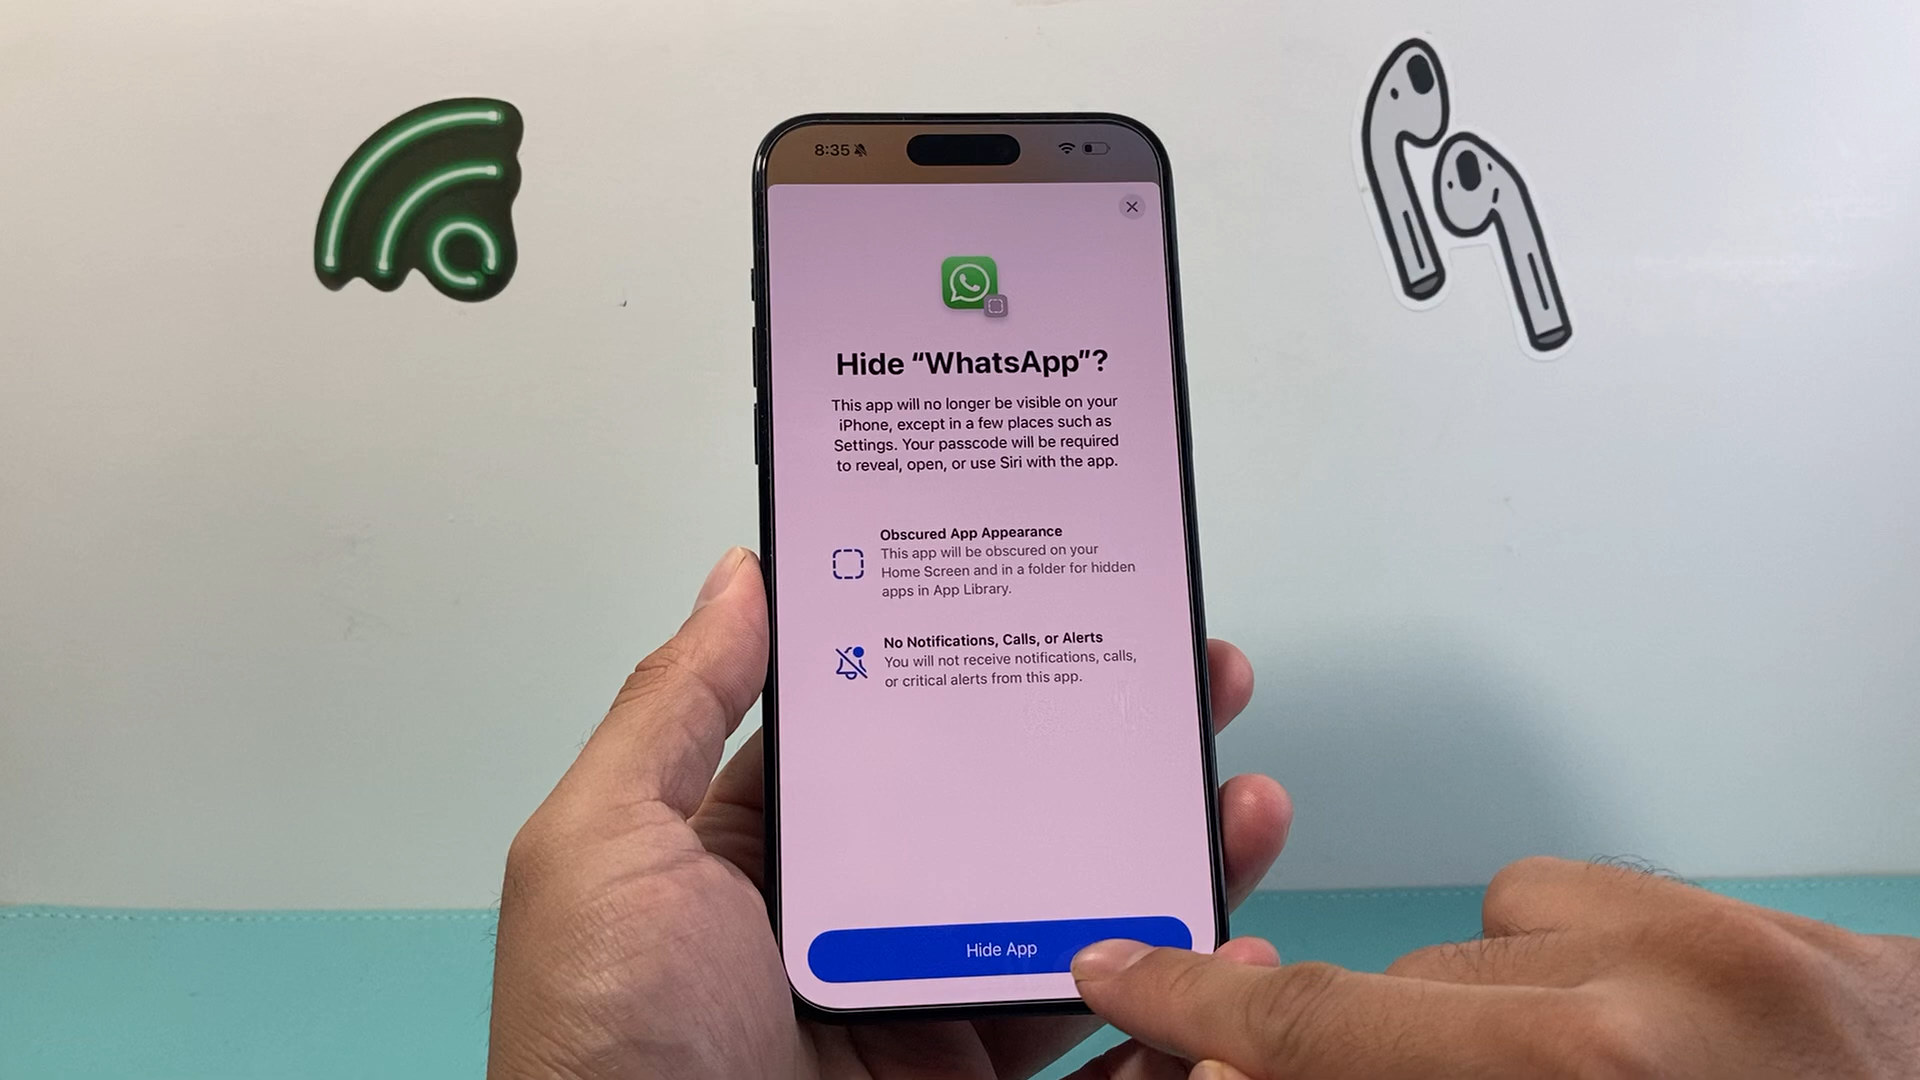 8:35
Hide “WhatsApp”?
This app will no longer be visible on your
iPhone, except in a few places such as
Settings. Your passcode will be required
to reveal, open, or use Siri with the app.
Obscured App Appearance
This app will be obscured on your
Home Screen and in a folder for hidden
apps in App Library.
No Notifications, Calls, or Alerts
You will not receive notifications, calls,
or critical alerts from this app.
Hide App